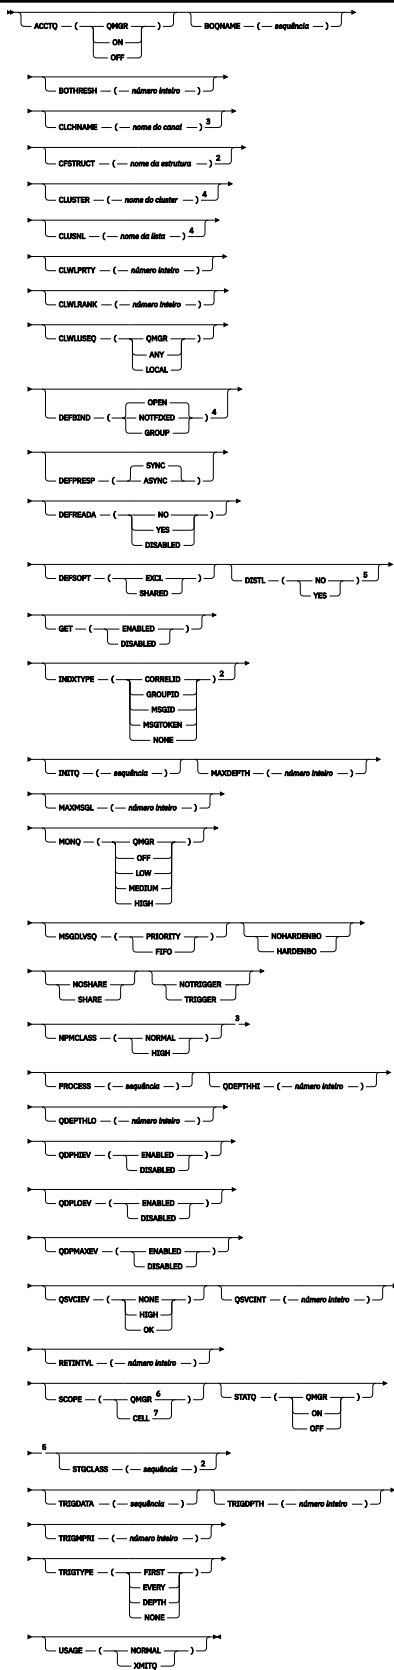 ACCTQ ( QMGR ) BOQNAME ( sequência )
ON
OFF
BOTHRESH ( número inteiro )
CLCHNAME ( nome do canal ) 3
CFSTRUCT ( nome da estrutura ) 2
CLUSTER ( nome do cluster ) 4
CLUSNL ( nome da lista ) 4
CLWLPRTY ( número inteiro )
CLWLRANK ( número inteiro )
CLWLUSEQ ( QMGR )
ANY
LOCAL
OPEN
DEFBIND ( NOTFIXED ) 4
GROUP
SYNC
DEFPRESP ( ASYNC )
DEFREADA ( NO )
YES
DISABLED
DEFSOPT ( EXCL ) DISTL ( NO ) 5
SHARED YES
GET ( ENABLED )
DISABLED
INDXTYPE ( CORRELID ) 2
GROUPID
MSGID
MSGTOKEN
NONE
INITQ ( sequência ) MAXDEPTH ( número inteiro )
MAXMSGL ( número inteiro )
MONQ ( QMGR )
OFF
LOW
MEDIUM
HIGH
MSGDLVSQ ( PRIORITY ) NOHARDENBO
FIFO HARDENBO
NOSHARE NOTRIGGER
SHARE TRIGGER
NPMCLASS ( NORMAL ) 3
HIGH
PROCESS ( sequência ) QDEPTHHI ( número inteiro )
QDEPTHLO ( número inteiro )
QDPHIEV ( ENABLED )
DISABLED
QDPLOEV ( ENABLED )
DISABLED
QDPMAXEV ( ENABLED )
DISABLED
QSVCIEV ( NONE ) QSVCINT ( número inteiro )
HIGH
OK
RETINTVL ( número inteiro )
SCOPE ( QMGR 6 ) STATQ ( QMGR )
CELL 7 ON
OFF
5 STGCLASS ( sequência ) 2
TRIGDATA ( sequência ) TRIGDPTH ( número inteiro )
TRIGMPRI ( número inteiro )
TRIGTYPE ( FIRST )
EVERY
DEPTH
NONE
USAGE ( NORMAL )
XMITQ